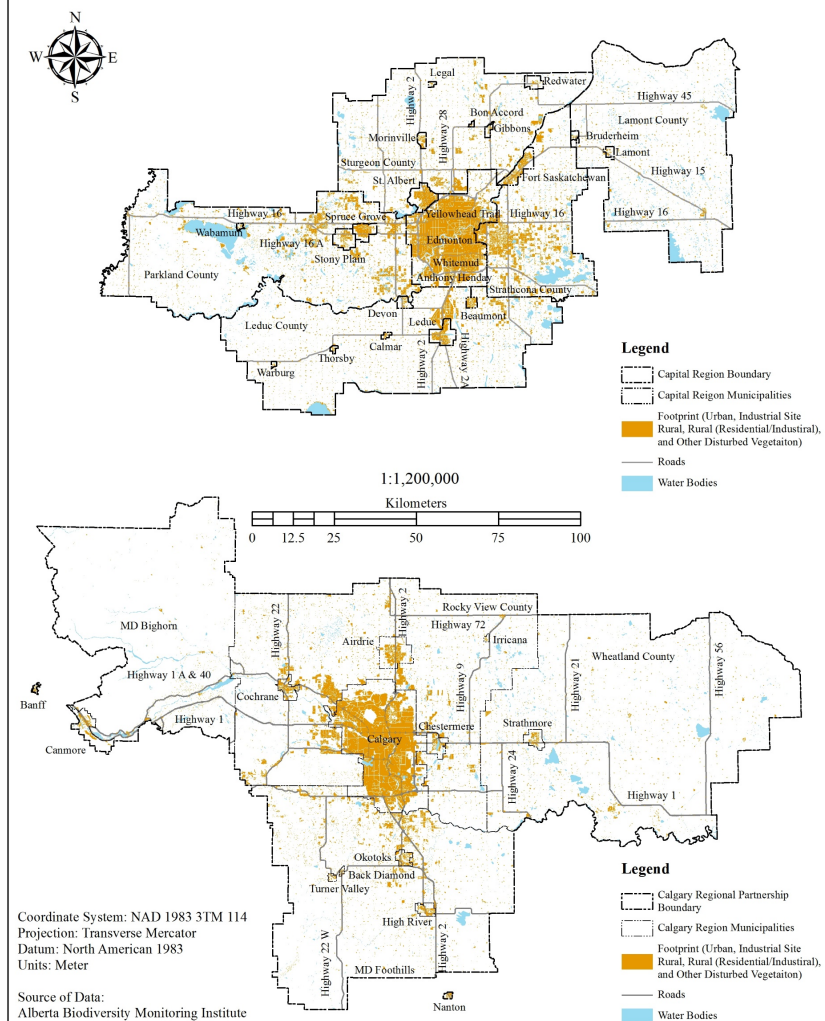 N
W
E
S
Legal
Redwater
Highway 2
Highway 28
Highway 45
Bon Accord
Gibbons
Lamont County
Morinville
Bruderheim
Lamont
Sturgeon County
Highway 15
St. Albert
Fort Saskatchewan
Highway 16
Spruce Grove
Yellowhead Trail
Highway 16
Highway 16
Wabamum
Highway 16 A
Edmonton
Stony Plain
Whitemud
Parkland County
Anthony Henday
Strathcona County
Devon
Beaumont
Leduc County
Leduc
Calmar
Thorsby
Warburg
Highway 2
Highway 2A
Legend
Capital Region Boundary
Capital Reigon Municipalities
Footprint (Urban, Industrial Site
Rural, Rural (Residential/Industiral),
and Other Disturbed Vegetaiton)
Roads
Water Bodies
1:1,200,000
Kilometers
0 12.5 25 50 75 100
MD Bighorn
Highway 22
Highway 2
Rocky View County
Highway 72
Airdrie
Irricana
Highway 9
Highway 21
Wheatland County
Highway 56
Highway 1 A & 40
Banff
Cochrane
Highway 1
Canmore
Calgary
Chestermere
Strathmore
Highway 24
Highway 1
Okotoks
Back Diamond
Turner Valley
High River
Highway 22 W
Highway 2
MD Foothills
Nanton
Legend
Calgary Regional Partnership
Boundary
Calgary Region Municipalities
Footprint (Urban, Industrial Site
Rural, Rural (Residential/Industiral),
and Other Disturbed Vegetaiton)
Roads
Water Bodies
Coordinate System: NAD 1983 3TM 114
Projection: Transverse Mercator
Datum: North American 1983
Units: Meter
Source of Data:
Alberta Biodiversity Monitoring Institute